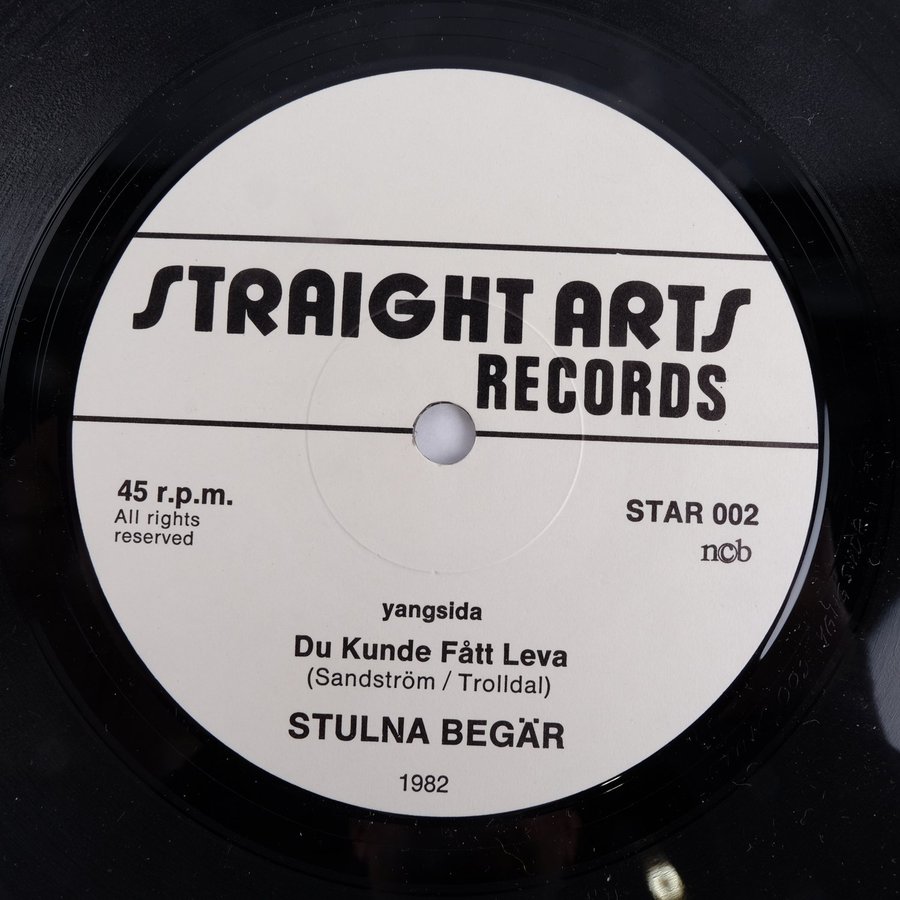 STRAIGHT ARTS
RECORDS
45 r.p.m.
All rights
reserved
STAR 002
ncb
yangsida
Du Kunde Fått Leva
(Sandström / Trolldal)
STULNA BEGÄR
1982